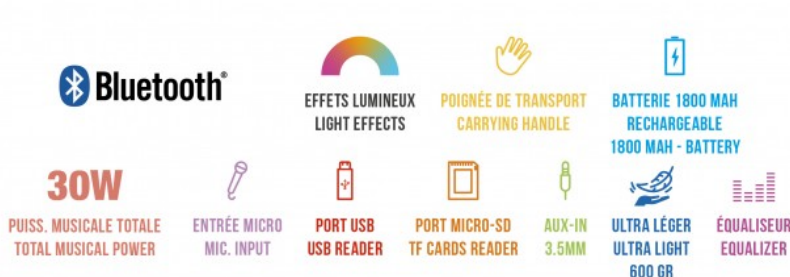 Bluetooth®
EFFETS LUMINEUX
LIGHT EFFECTS
POIGNÉE DE TRANSPORT
CARRYING HANDLE
BATTERIE 1800 MAH
RECHARGEABLE
1800 MAH - BATTERY
30W
PUISS. MUSICALE TOTALE
TOTAL MUSICAL POWER
ENTRÉE MICRO
MIC. INPUT
PORT USB
USB READER
PORT MICRO-SD
TF CARDS READER
AUX-IN
3.5MM
ULTRA LÉGER
ULTRA LIGHT
600 GR
ÉQUALISEUR
EQUALIZER